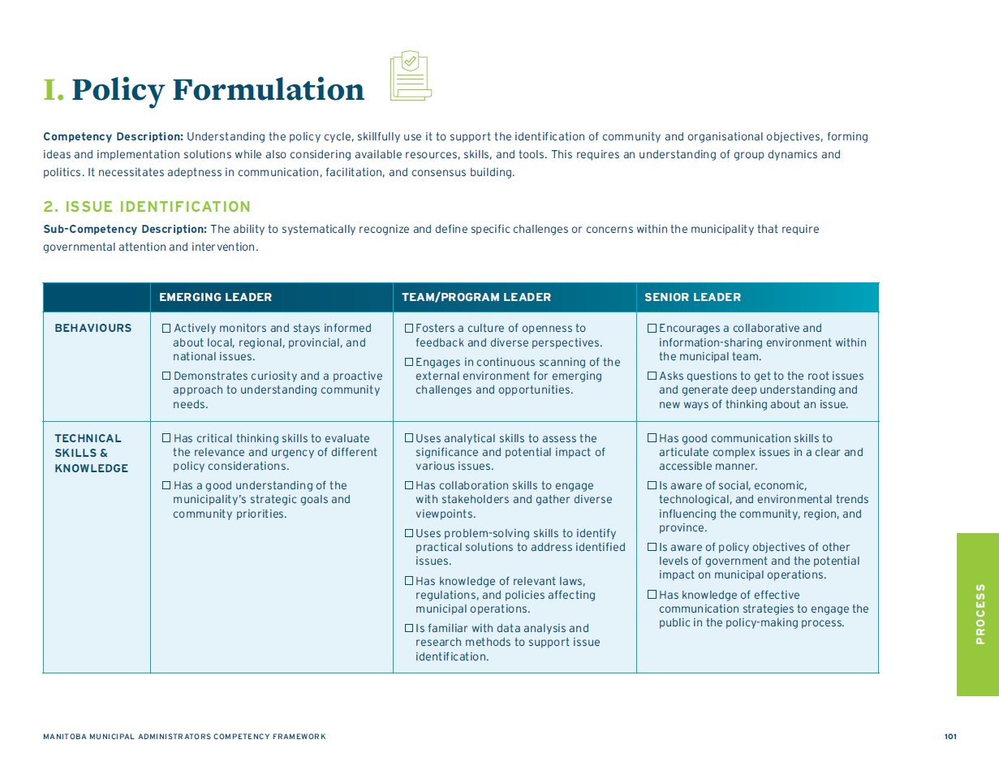 I. Policy Formulation
Competency Description: Understanding the policy cycle, skillfully use it to support the identification of community and organisational objectives, forming
ideas and implementation solutions while also considering available resources, skills, and tools. This requires an understanding of group dynamics and
politics. It necessitates adeptness in communication, facilitation, and consensus building.
2. ISSUE IDENTIFICATION
Sub-Competency Description: The ability to systematically recognize and define specific challenges or concerns within the municipality that require
governmental attention and intervention.
EMERGING LEADER
TEAM/PROGRAM LEADER
SENIOR LEADER
BEHAVIOURS
☐ Actively monitors and stays informed
about local, regional, provincial, and
national issues.
☐ Demonstrates curiosity and a proactive
approach to understanding community
needs.
☐ Fosters a culture of openness to
feedback and diverse perspectives.
☐ Engages in continuous scanning of the
external environment for emerging
challenges and opportunities.
☐ Encourages a collaborative and
information-sharing environment within
the municipal team.
☐ Asks questions to get to the root issues
and generate deep understanding and
new ways of thinking about an issue.
TECHNICAL
SKILLS &
KNOWLEDGE
☐ Has critical thinking skills to evaluate
the relevance and urgency of different
policy considerations.
☐ Has a good understanding of the
municipality's strategic goals and
community priorities.
☐ Uses analytical skills to assess the
significance and potential impact of
various issues.
☐ Has collaboration skills to engage
with stakeholders and gather diverse
viewpoints.
☐ Uses problem-solving skills to identify
practical solutions to address identified
issues.
☐ Has knowledge of relevant laws,
regulations, and policies affecting
municipal operations.
☐ Is familiar with data analysis and
research methods to support issue
identification.
☐ Has good communication skills to
articulate complex issues in a clear and
accessible manner.
☐ Is aware of social, economic,
technological, and environmental trends
influencing the community, region, and
province.
☐ Is aware of policy objectives of other
levels of government and the potential
impact on municipal operations.
☐ Has knowledge of effective
communication strategies to engage the
public in the policy-making process.
PROCESS
MANITOBA MUNICIPAL ADMINISTRATORS COMPETENCY FRAMEWORK
101